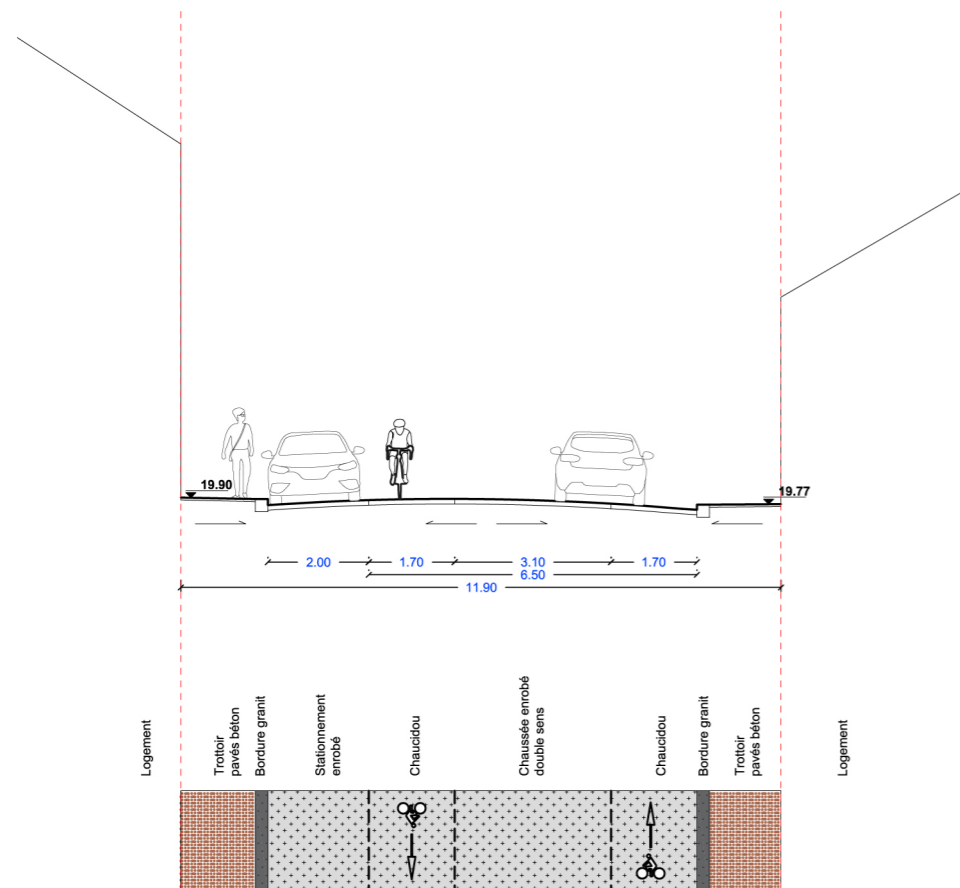 19.90
19.77
2.00
1.70
3.10
1.70
6.50
11.90
Logement
Trottoir
pavés béton
Bordure granit
Stationnement
enrobé
Chaucidou
Chaussée enrobé
double sens
Chaucidou
Bordure granit
Trottoir
pavés béton
Logement